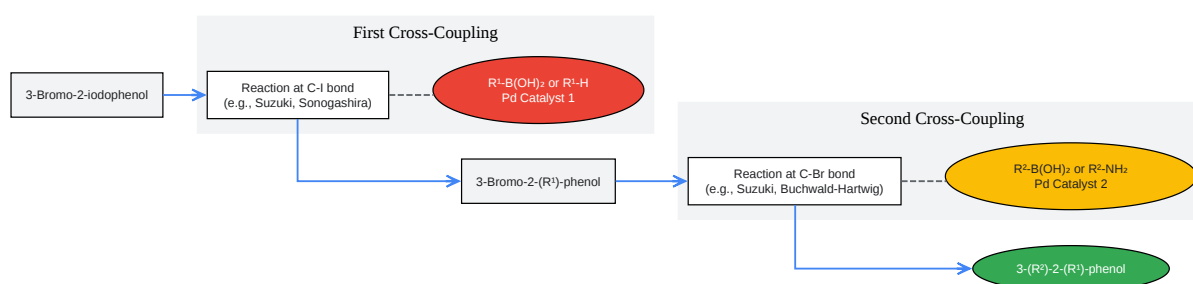 First Cross-Coupling
3-Bromo-2-iodophenol
Reaction at C-I bond
(e.g., Suzuki, Sonogashira)
R¹-B(OH)₂ or R¹-H
Pd Catalyst 1
Second Cross-Coupling
3-Bromo-2-(R¹)-phenol
Reaction at C-Br bond
(e.g., Suzuki, Buchwald-Hartwig)
R²-B(OH)₂ or R²-NH₂
Pd Catalyst 2
3-(R²)-2-(R¹)-phenol